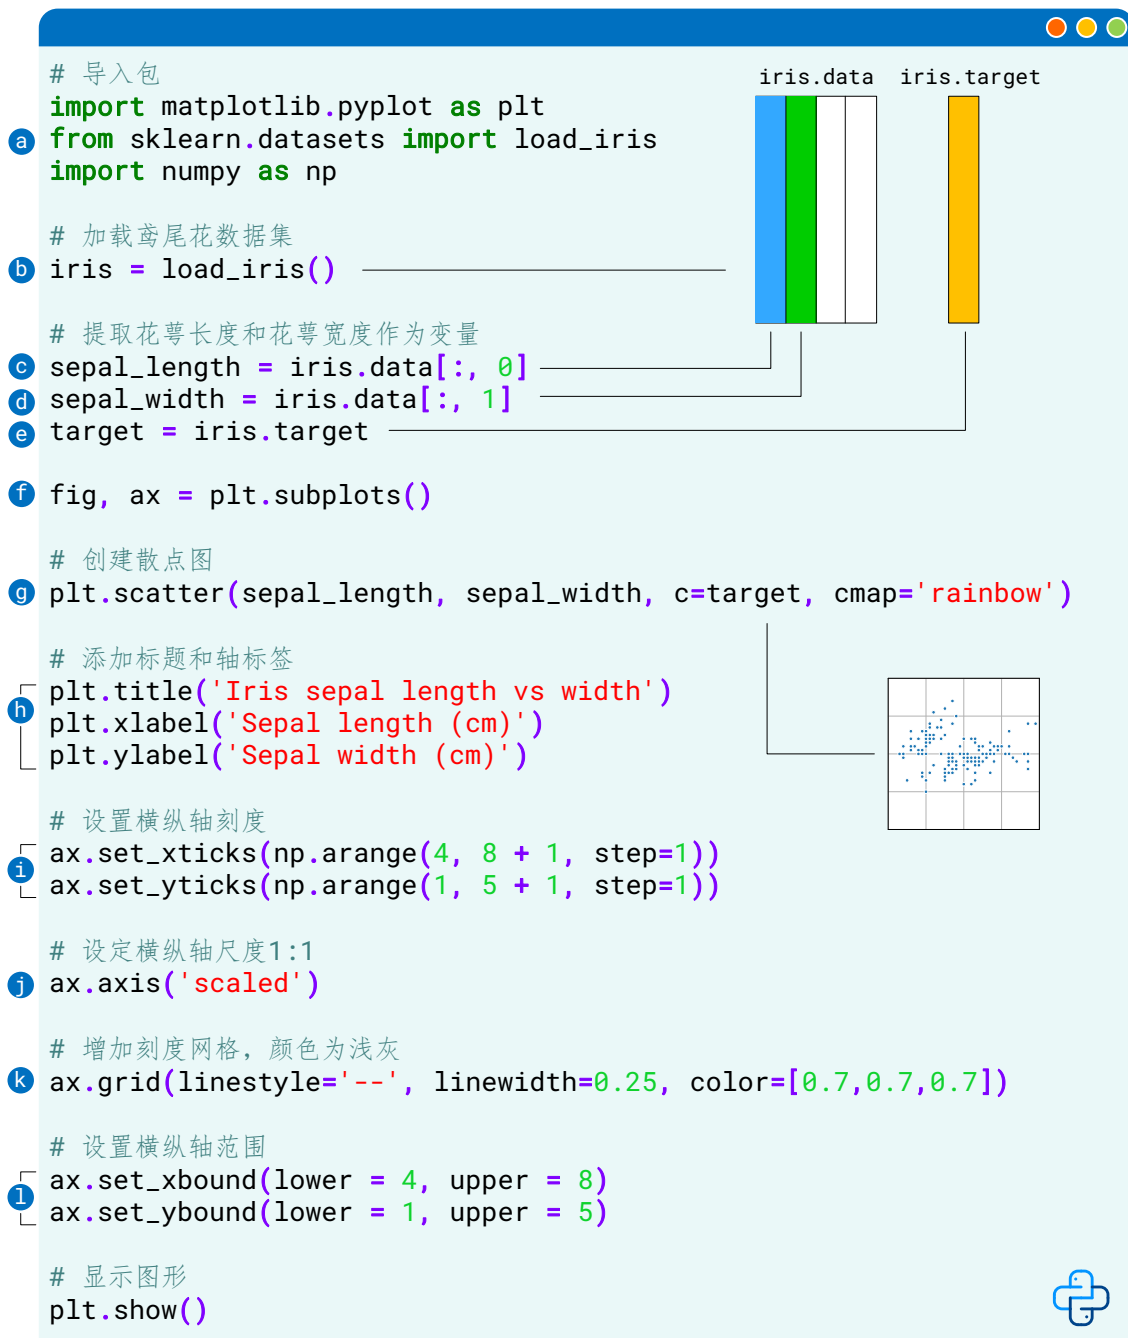 # 导入包
import matplotlib.pyplot as plt
a from sklearn.datasets import load_iris
import numpy as np
iris.data iris.target
# 加载鸢尾花数据集
b iris = load_iris()
# 提取花萼长度和花萼宽度作为变量
c sepal_length = iris.data[:, 0]
d sepal_width = iris.data[:, 1]
e target = iris.target
f fig, ax = plt.subplots()
# 创建散点图
g plt.scatter(sepal_length, sepal_width, c=target, cmap='rainbow')
# 添加标题和轴标签
h plt.title('Iris sepal length vs width')
plt.xlabel('Sepal length (cm)')
plt.ylabel('Sepal width (cm)')
# 设置横纵轴刻度
i ax.set_xticks(np.arange(4, 8 + 1, step=1))
ax.set_yticks(np.arange(1, 5 + 1, step=1))
# 设定横纵轴尺度1:1
j ax.axis('scaled')
# 增加刻度网格，颜色为浅灰
k ax.grid(linestyle='--', linewidth=0.25, color=[0.7,0.7,0.7])
# 设置横纵轴范围
l ax.set_xbound(lower = 4, upper = 8)
ax.set_ybound(lower = 1, upper = 5)
# 显示图形
plt.show()